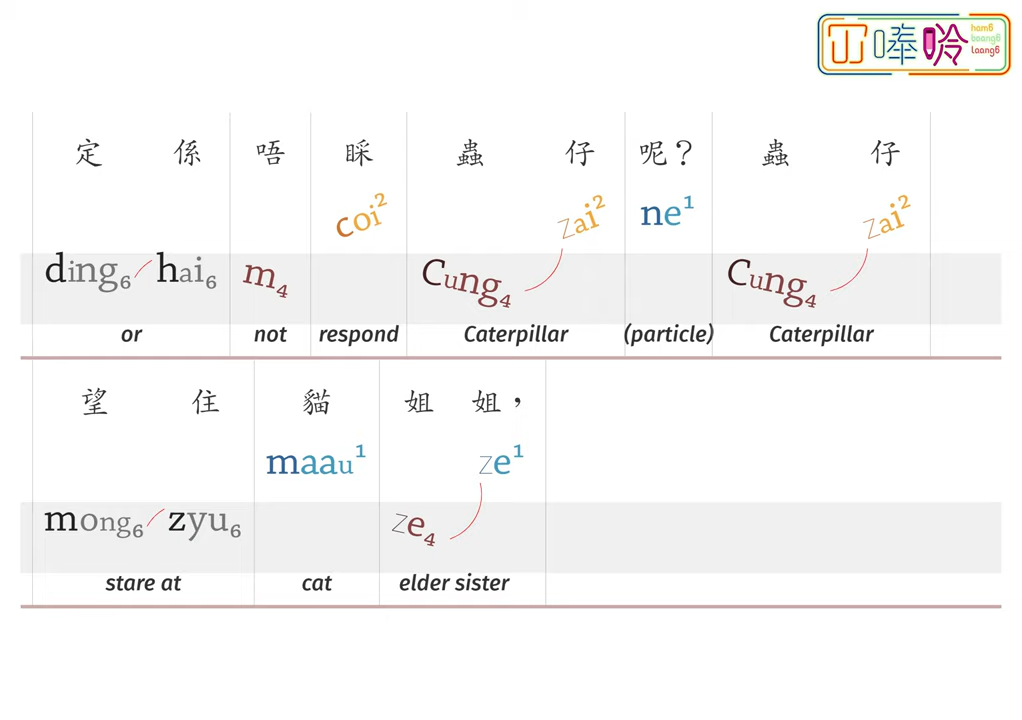 冚唪唥
ham6
baang6
laang6
定係 唔 睬 蟲仔 呢？ 蟲仔
coi² zai² ne¹ zai²
ding₆ hai₆ m₄ Cung₄ Cung₄
or not respond Caterpillar (particle) Caterpillar
望住 貓 姐姐，
maau¹ ze¹
mong₆ zyu₆ ze₄
stare at cat elder sister